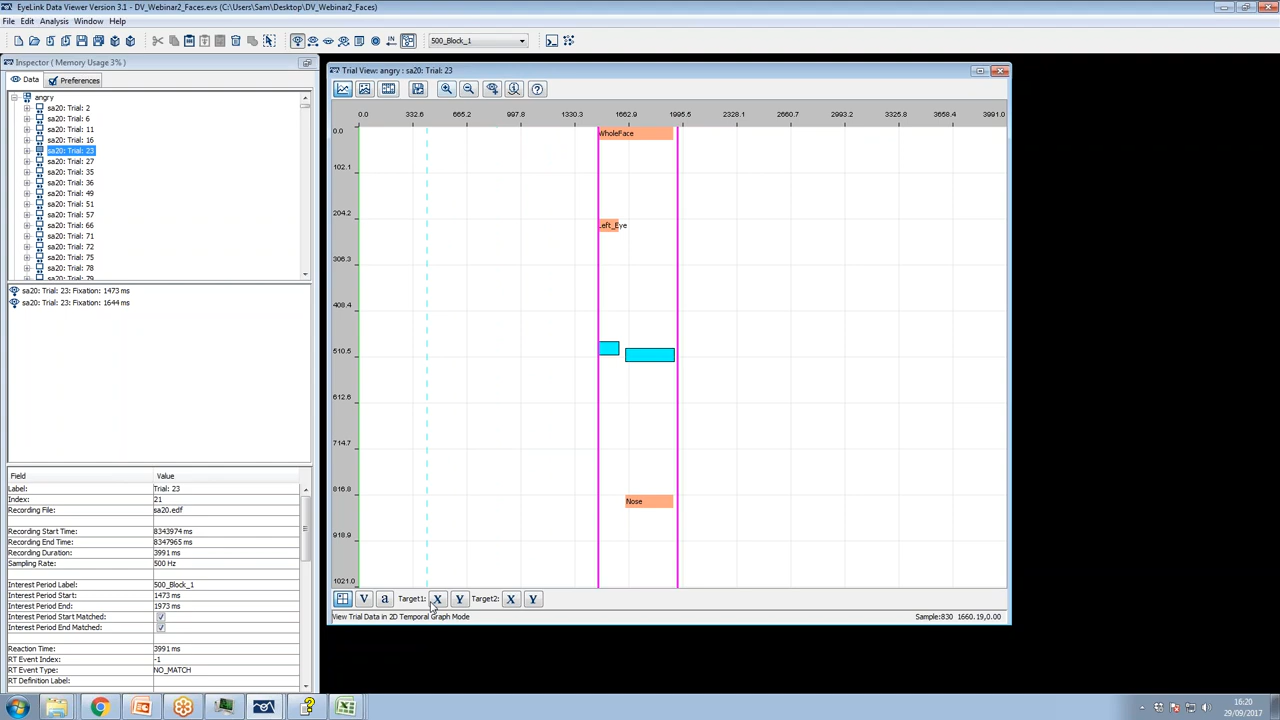 EyeLink Data Viewer Version 3.1 - DV_Webinar2_Faces.evs (C:\Users\Sam\Desktop\DV_Webinar2_Faces)
File Edit Analysis Window Help
500_Block_1
Inspector ( Memory Usage 3% )
Data Preferences
angry
sa20: Trial: 2
sa20: Trial: 6
sa20: Trial: 11
sa20: Trial: 16
sa20: Trial: 23
sa20: Trial: 27
sa20: Trial: 35
sa20: Trial: 36
sa20: Trial: 49
sa20: Trial: 51
sa20: Trial: 57
sa20: Trial: 66
sa20: Trial: 71
sa20: Trial: 72
sa20: Trial: 75
sa20: Trial: 78
sa20: Trial: 79
sa20: Trial: 23: Fixation: 1473 ms
sa20: Trial: 23: Fixation: 1644 ms
Field Value
Label: Trial: 23
Index: 21
Recording File: sa20.edf
Recording Start Time: 8343974 ms
Recording End Time: 8347965 ms
Recording Duration: 3991 ms
Sampling Rate: 500 Hz
Interest Period Label: 500_Block_1
Interest Period Start: 1473 ms
Interest Period End: 1973 ms
Interest Period Start Matched:
Interest Period End Matched:
Reaction Time: 3991 ms
RT Event Index: -1
RT Event Type: NO_MATCH
RT Definition Label:
Trial View: angry : sa20: Trial: 23
0.0 332.6 665.2 997.8 1330.3 1662.9 1995.5 2328.1 2660.7 2993.2 3325.8 3658.4 3991.0
0.0
102.1
204.2
306.3
408.4
510.5
612.6
714.7
816.8
918.9
1021.0
WholeFace
Left_Eye
Nose
V a Target1: X Y Target2: X Y
View Trial Data in 2D Temporal Graph Mode Sample:830 1660.19,0.00
16:20
29/09/2017